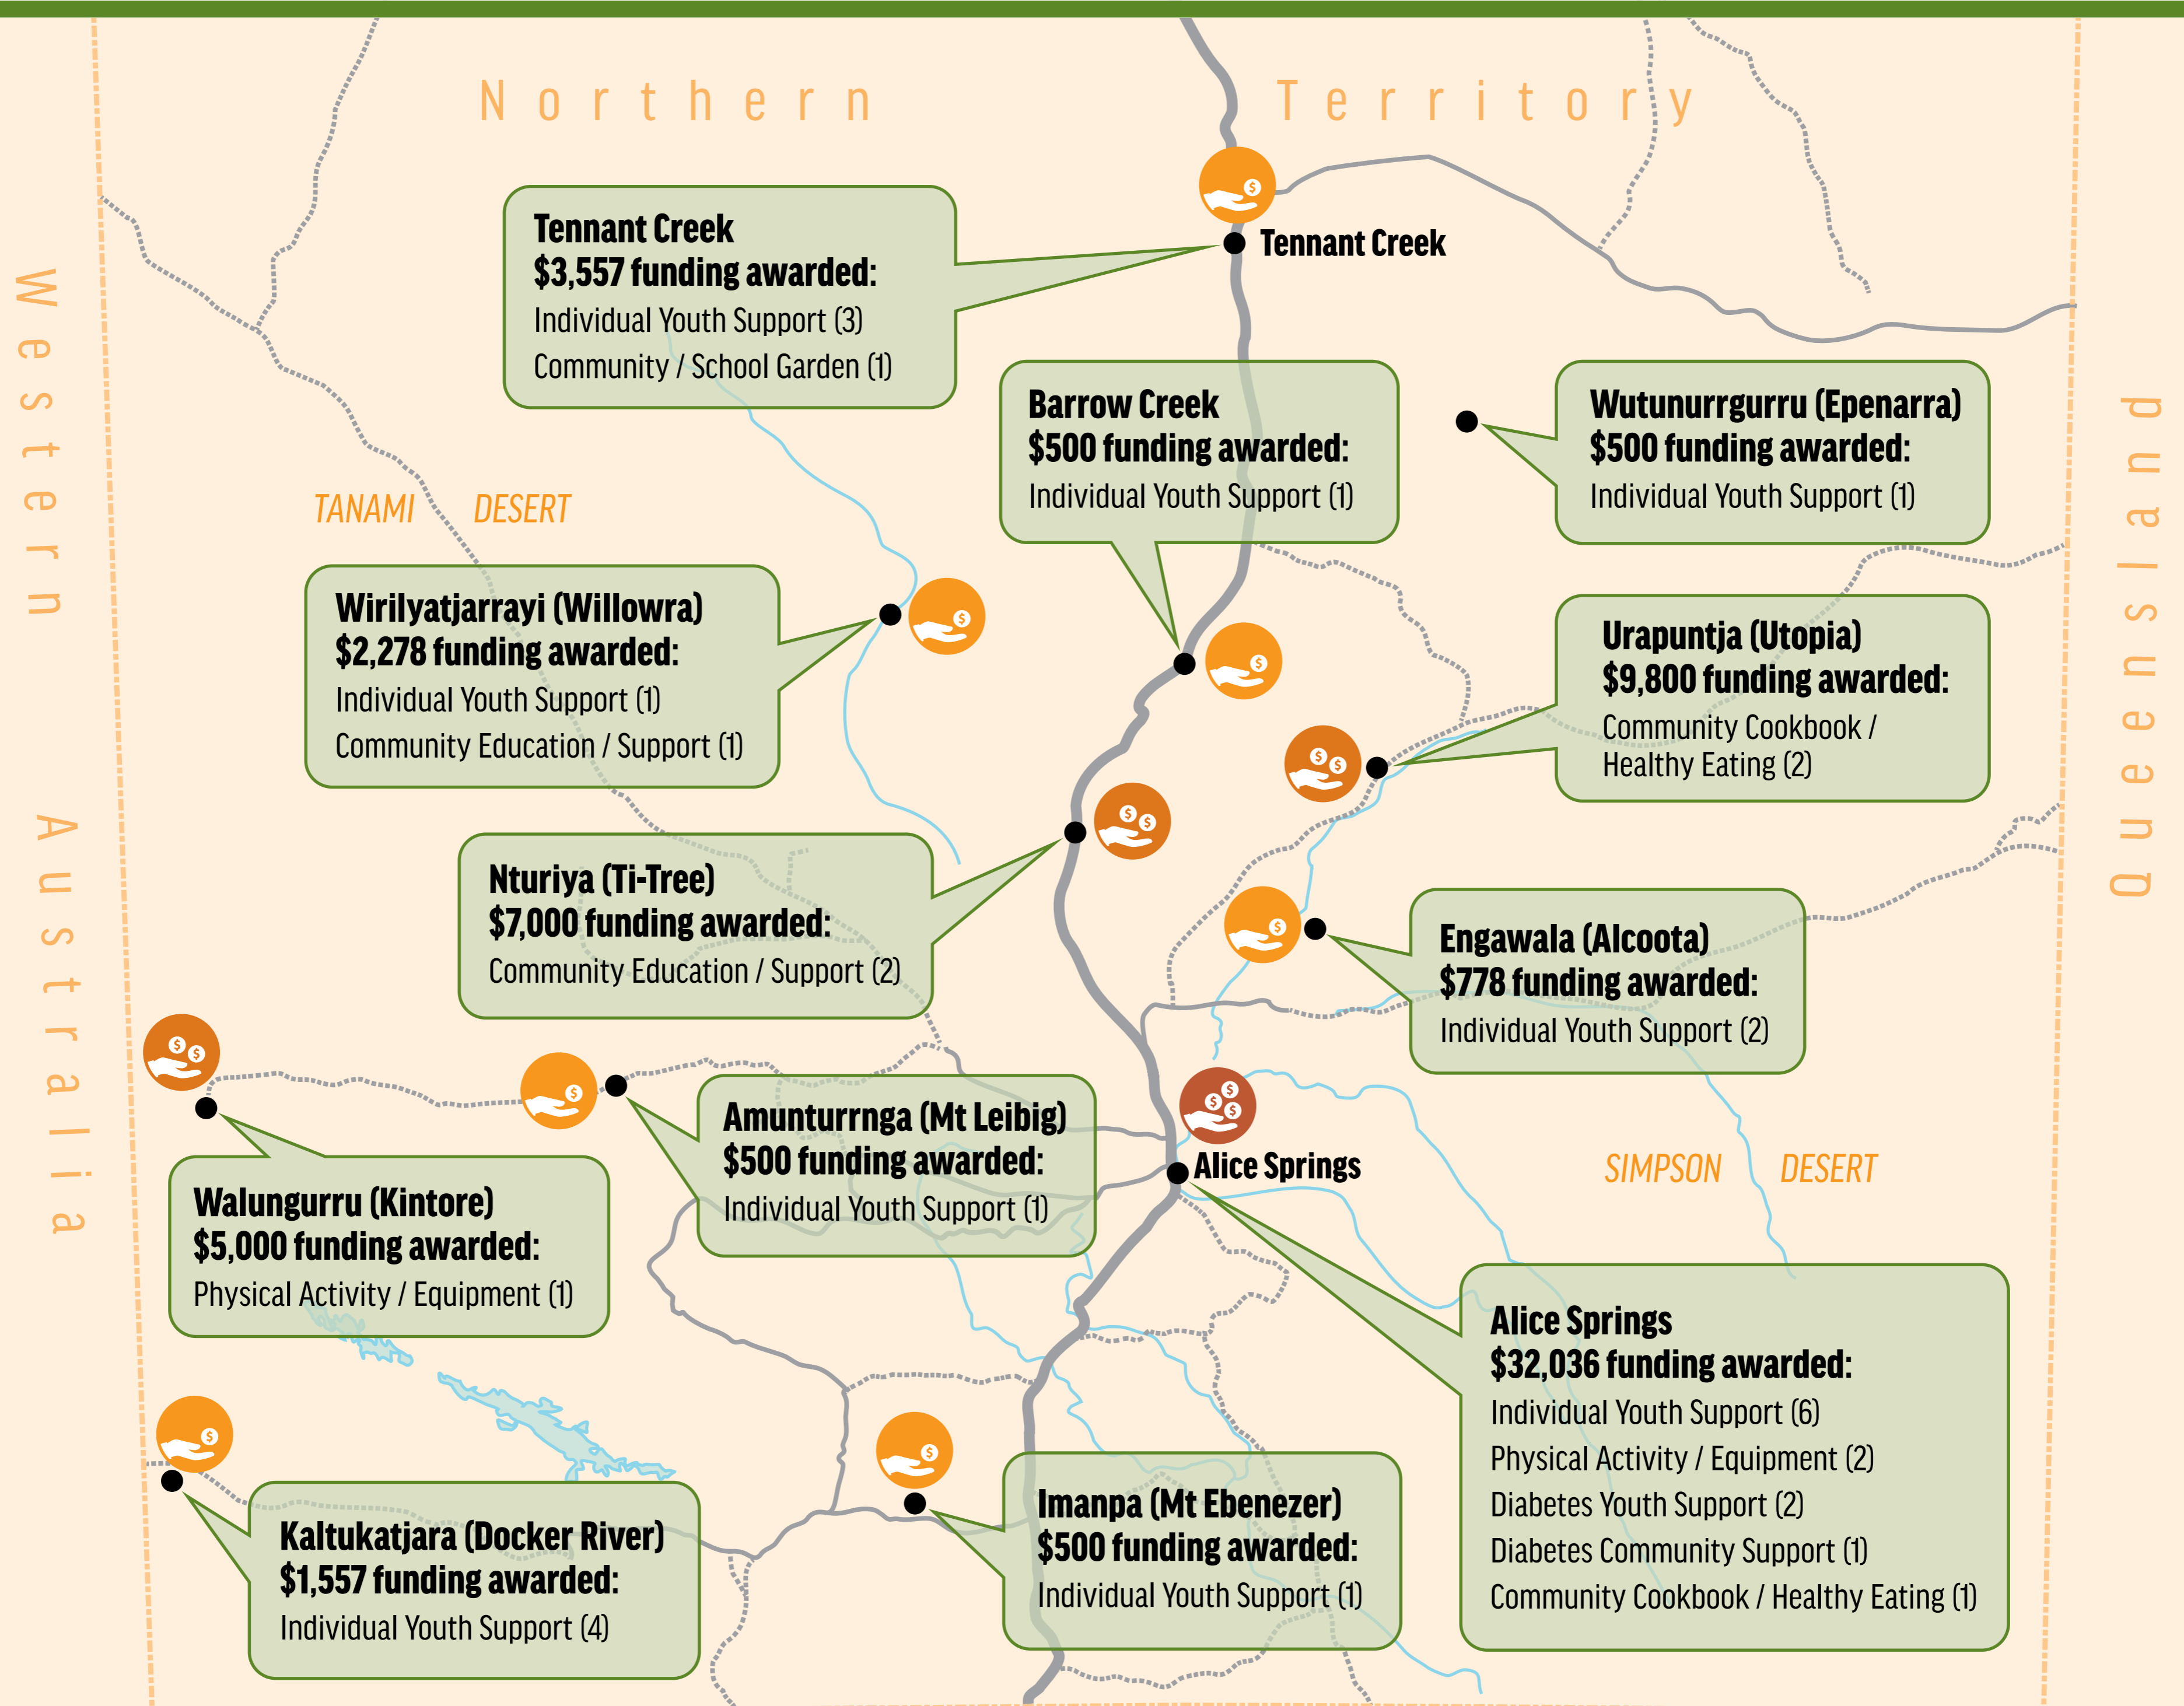 Northern Territory
Western Australia
Queensland
Tennant Creek
$3,557 funding awarded:
Individual Youth Support (3)
Community / School Garden (1)
Tennant Creek
Barrow Creek
$500 funding awarded:
Individual Youth Support (1)
Wutunurrgurru (Epenarra)
$500 funding awarded:
Individual Youth Support (1)
TANAMI DESERT
Wirilyatjarrayi (Willowra)
$2,278 funding awarded:
Individual Youth Support (1)
Community Education / Support (1)
Urapuntja (Utopia)
$9,800 funding awarded:
Community Cookbook /
Healthy Eating (2)
Nturiya (Ti-Tree)
$7,000 funding awarded:
Community Education / Support (2)
Engawala (Alcoota)
$778 funding awarded:
Individual Youth Support (2)
Amunturrnga (Mt Leibig)
$500 funding awarded:
Individual Youth Support (1)
Alice Springs
SIMPSON DESERT
Walungurru (Kintore)
$5,000 funding awarded:
Physical Activity / Equipment (1)
Alice Springs
$32,036 funding awarded:
Individual Youth Support (6)
Physical Activity / Equipment (2)
Diabetes Youth Support (2)
Diabetes Community Support (1)
Community Cookbook / Healthy Eating (1)
Kaltukatjara (Docker River)
$1,557 funding awarded:
Individual Youth Support (4)
Imanpa (Mt Ebenezer)
$500 funding awarded:
Individual Youth Support (1)